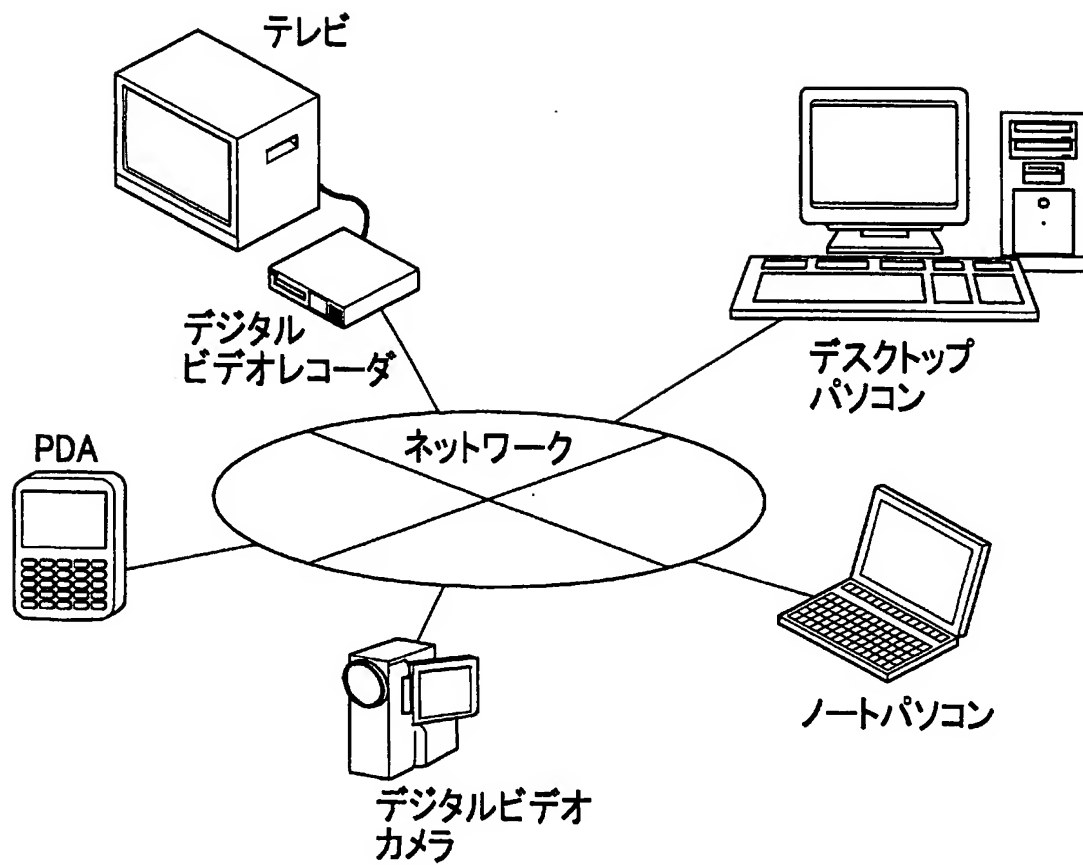 テレビ
デジタル
ビデオレコーダ
デスクトップ
パソコン
ネットワーク
PDA
ノートパソコン
デジタルビデオ
カメラ